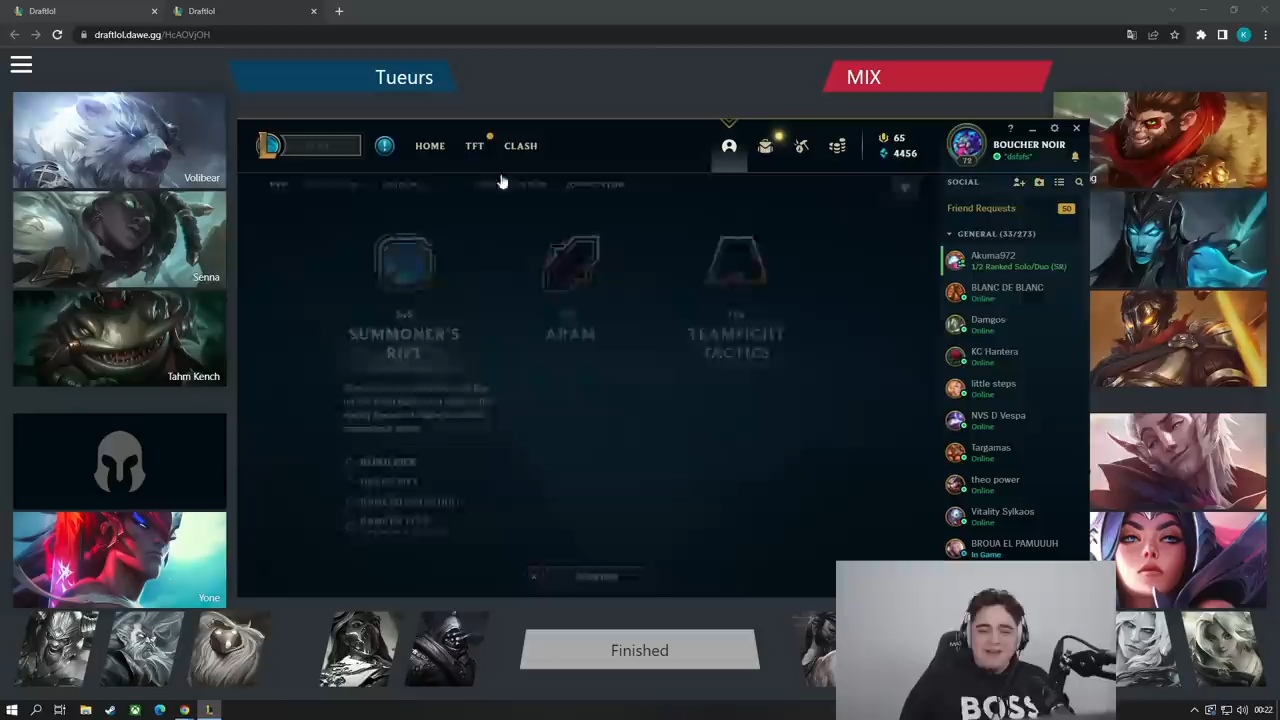 Draftlol
Draftlol
draftlol.dawe.gg/HcAOVjOH
K
Tueurs
MIX
HOME
TFT
CLASH
65
4456
72
BOUCHER NOIR
"dsfsfs"
SOCIAL
Friend Requests
50
GENERAL (33/273)
Akuma972
1/2 Ranked Solo/Duo (SR)
BLANC DE BLANC
Online
Damgos
Online
KC Hantera
Online
little steps
Online
NVS D Vespa
Online
Targamas
Online
theo power
Online
Vitality Sylkaos
Online
BROUA EL PAMUUUH
In Game
SUMMONER'S
RIFT
ARAM
TEAMFIGHT
TACTICS
Volibear
Senna
Tahm Kench
Yone
Finished
BOSS
00:22